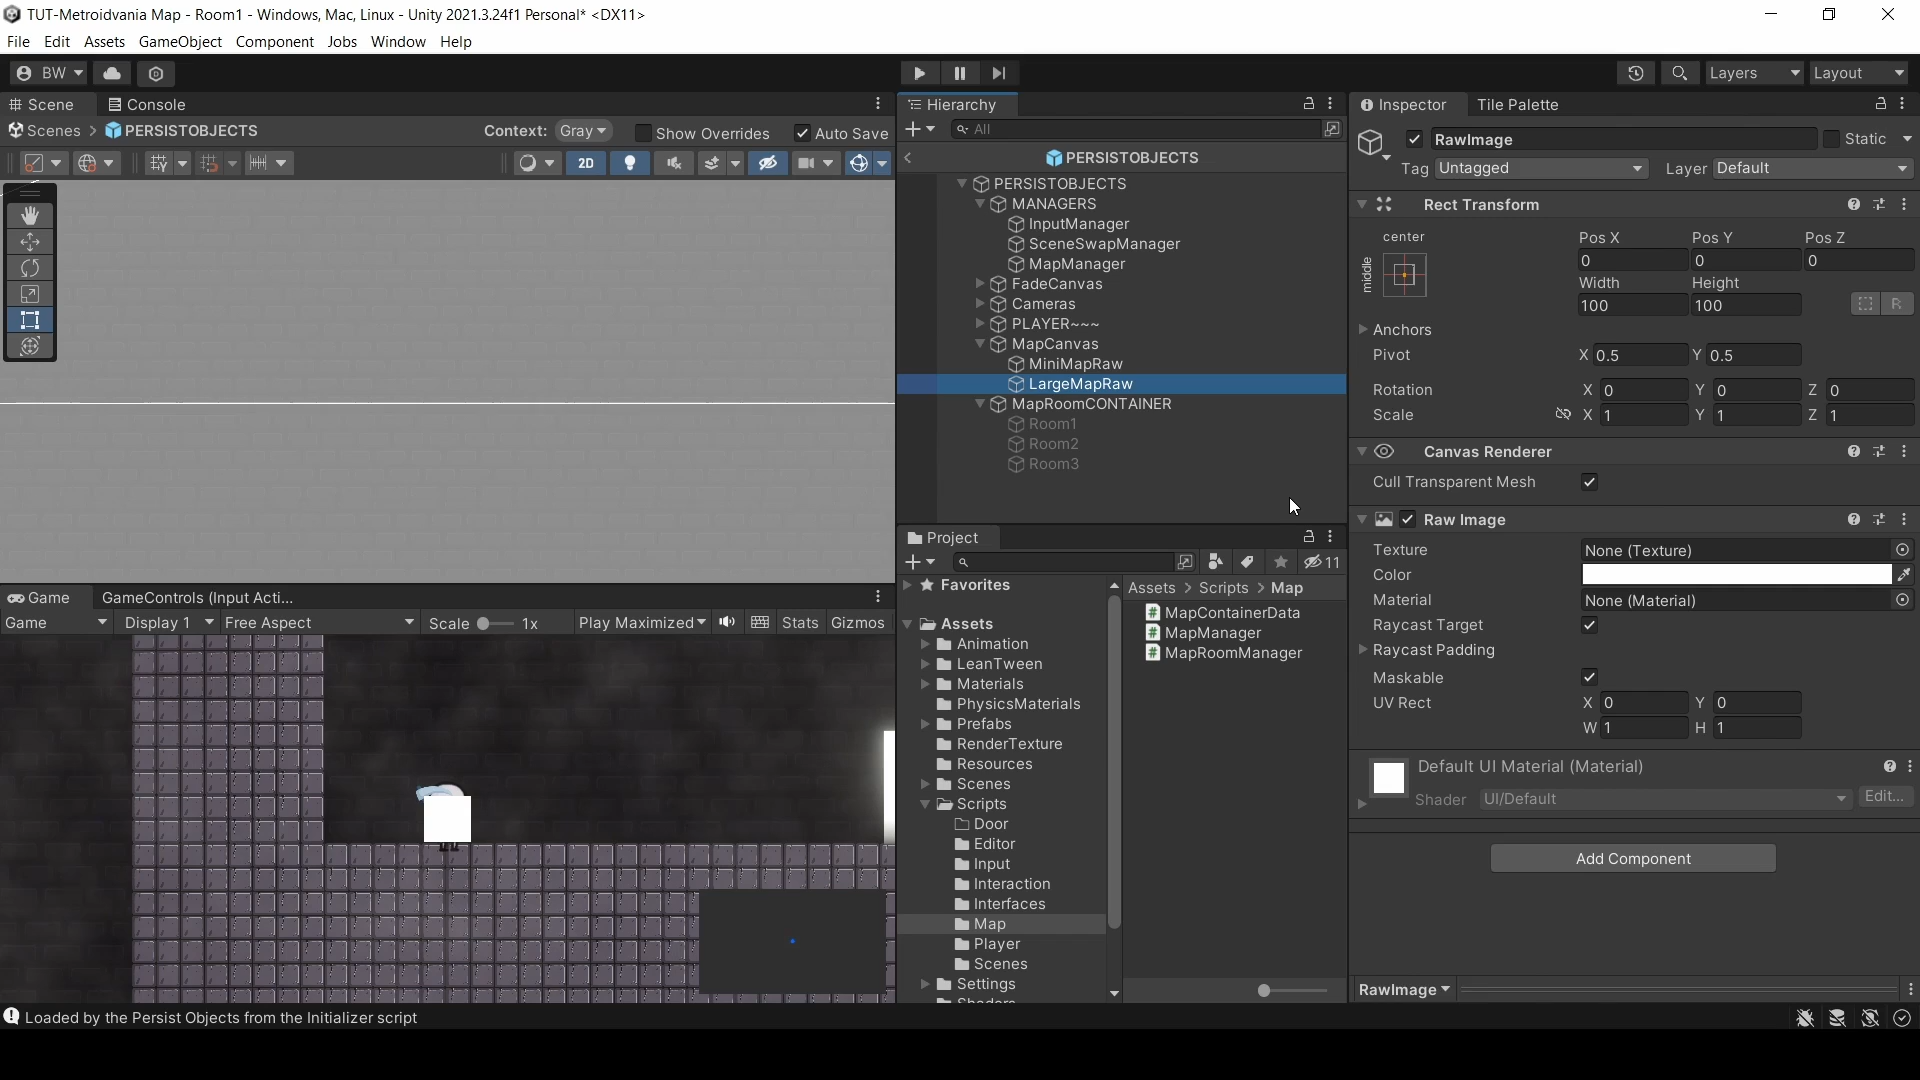 TUT-Metroidvania Map - Room1 - Windows, Mac, Linux - Unity 2021.3.24f1 Personal* <DX11>
File Edit Assets GameObject Component Jobs Window Help
BW
Layers Layout
Scene Console
Scenes PERSISTOBJECTS Context: Gray Show Overrides Auto Save
2D
Game GameControls (Input Acti...
Game Display 1 Free Aspect Scale 1x Play Maximized Stats Gizmos
Hierarchy
All
PERSISTOBJECTS
PERSISTOBJECTS
MANAGERS
InputManager
SceneSwapManager
MapManager
FadeCanvas
Cameras
PLAYER~~~
MapCanvas
MiniMapRaw
LargeMapRaw
MapRoomCONTAINER
Room1
Room2
Room3
Project
11
Favorites
Assets
Animation
LeanTween
Materials
PhysicsMaterials
Prefabs
RenderTexture
Resources
Scenes
Scripts
Door
Editor
Input
Interaction
Interfaces
Map
Player
Scenes
Settings
Shaders
Assets > Scripts > Map
MapContainerData
MapManager
MapRoomManager
Inspector Tile Palette
RawImage Static
Tag Untagged Layer Default
Rect Transform
center
middle
Pos X Pos Y Pos Z
0 0 0
Width Height
100 100 R
Anchors
Pivot X 0.5 Y 0.5
Rotation X 0 Y 0 Z 0
Scale X 1 Y 1 Z 1
Canvas Renderer
Cull Transparent Mesh
Raw Image
Texture None (Texture)
Color
Material None (Material)
Raycast Target
Raycast Padding
Maskable
UV Rect X 0 Y 0
W 1 H 1
Default UI Material (Material)
Shader UI/Default Edit...
Add Component
RawImage
Loaded by the Persist Objects from the Initializer script